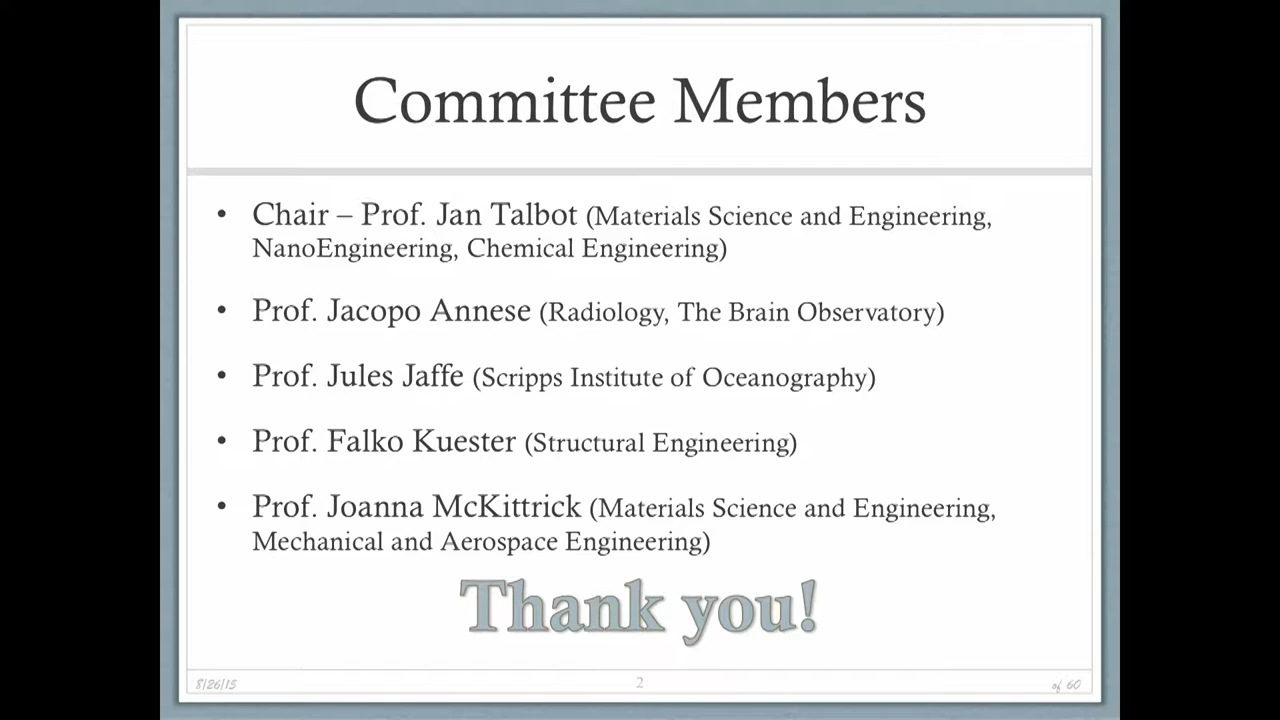 Committee Members
• Chair – Prof. Jan Talbot (Materials Science and Engineering,
NanoEngineering, Chemical Engineering)
• Prof. Jacopo Annese (Radiology, The Brain Observatory)
• Prof. Jules Jaffe (Scripps Institute of Oceanography)
• Prof. Falko Kuester (Structural Engineering)
• Prof. Joanna McKittrick (Materials Science and Engineering,
Mechanical and Aerospace Engineering)
Thank you!
8/26/15
2
of 60